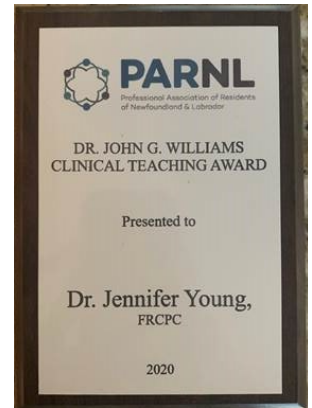 PARNL
Professional Association of Residents
of Newfoundland & Labrador
DR. JOHN G. WILLIAMS
CLINICAL TEACHING AWARD
Presented to
Dr. Jennifer Young,
FRCPC
2020